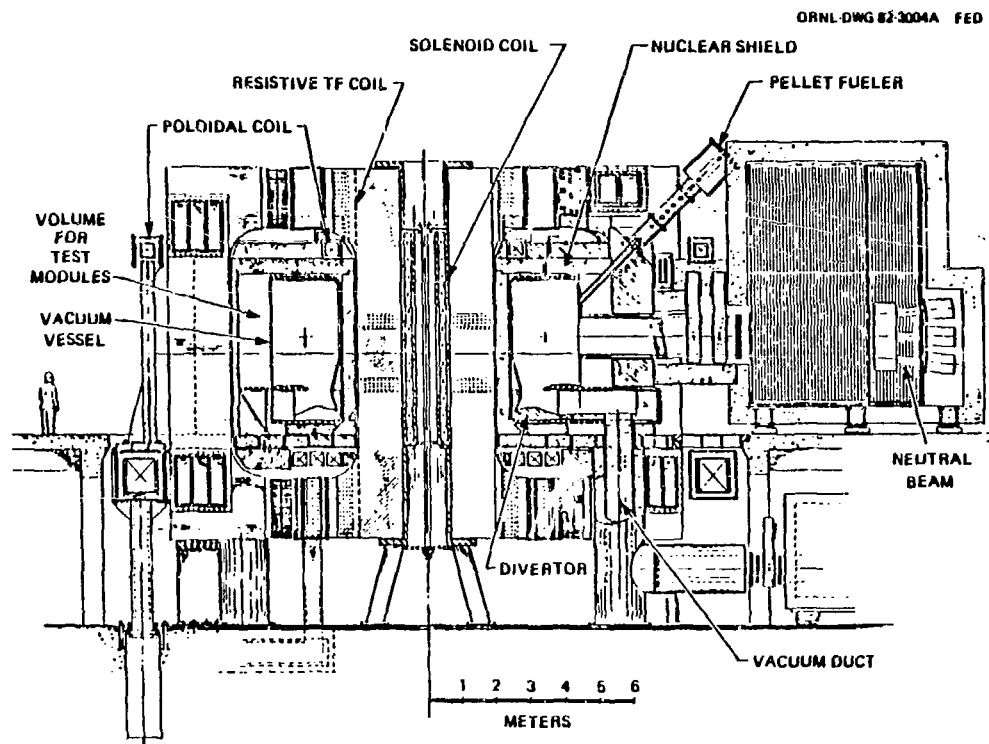 ORNL-DWG 82-3004A FED
SOLENOID COIL
NUCLEAR SHIELD
RESISTIVE TF COIL
PELLET FUELER
POLOIDAL COIL
VOLUME
FOR
TEST
MODULES
VACUUM
VESSEL
NEUTRAL
BEAM
DIVERTOR
VACUUM DUCT
1 2 3 4 5 6
METERS